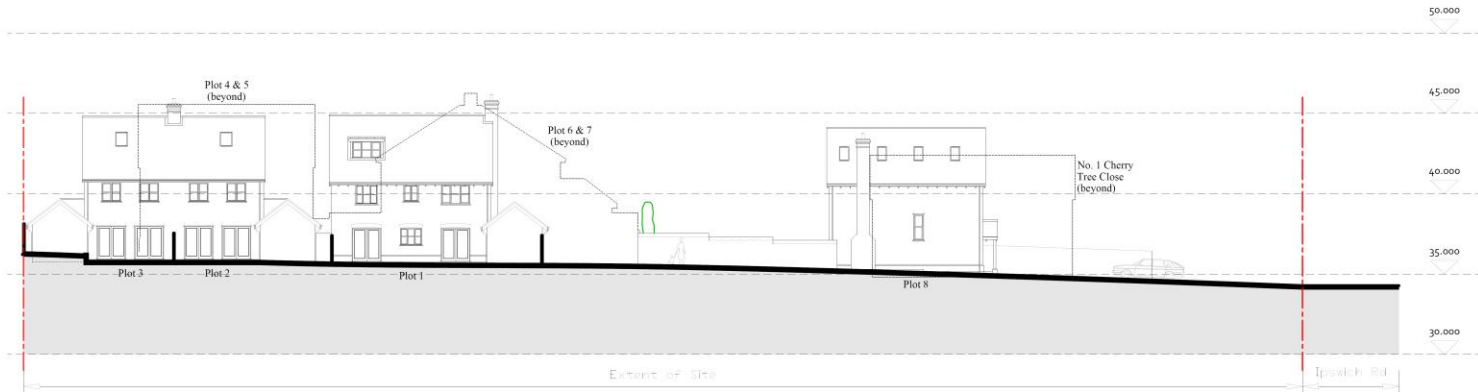 50.000
Plot 4 & 5
(beyond)
45.000
Plot 6 & 7
(beyond)
No. 1 Cherry
Tree Close
(beyond)
40.000
35.000
Plot 3
Plot 2
Plot 1
Plot 8
30.000
Extent of Site
Ipswich Rd